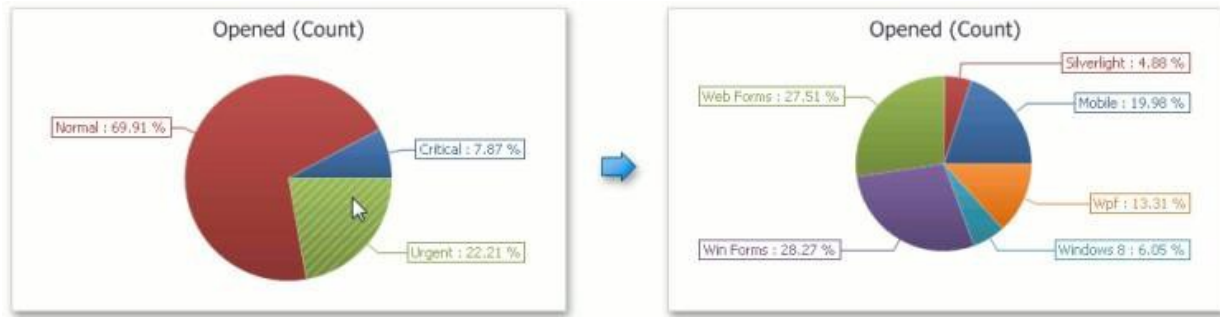 Opened (Count)
Normal : 69.91 %
Critical : 7.87 %
Urgent : 22.21 %
Opened (Count)
Silverlight : 4.88 %
Web Forms : 27.51 %
Mobile : 19.98 %
Wpf : 13.31 %
Win Forms : 28.27 %
Windows 8 : 6.05 %